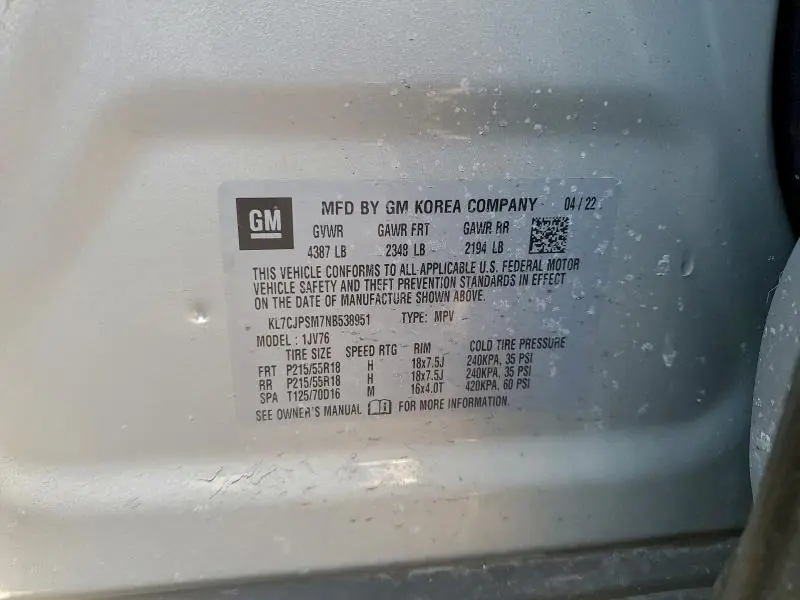 GM
MFD BY GM KOREA COMPANY 04 / 22
GVWR GAWR FRT GAWR RR
4387 LB 2348 LB 2194 LB
THIS VEHICLE CONFORMS TO ALL APPLICABLE U.S. FEDERAL MOTOR
VEHICLE SAFETY AND THEFT PREVENTION STANDARDS IN EFFECT
ON THE DATE OF MANUFACTURE SHOWN ABOVE.
KL7CJPSM7NB538951 TYPE: MPV
MODEL : 1JV76
TIRE SIZE SPEED RTG RIM COLD TIRE PRESSURE
FRT P215/55R18 H 18x7.5J 240KPA, 35 PSI
RR P215/55R18 H 18x7.5J 240KPA, 35 PSI
SPA T125/70D16 M 16x4.0T 420KPA, 60 PSI
SEE OWNER'S MANUAL FOR MORE INFORMATION.